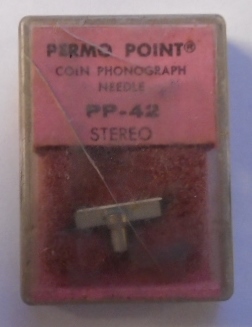 PERMO POINT®
COIN PHONOGRAPH
NEEDLE
PP-42
STEREO